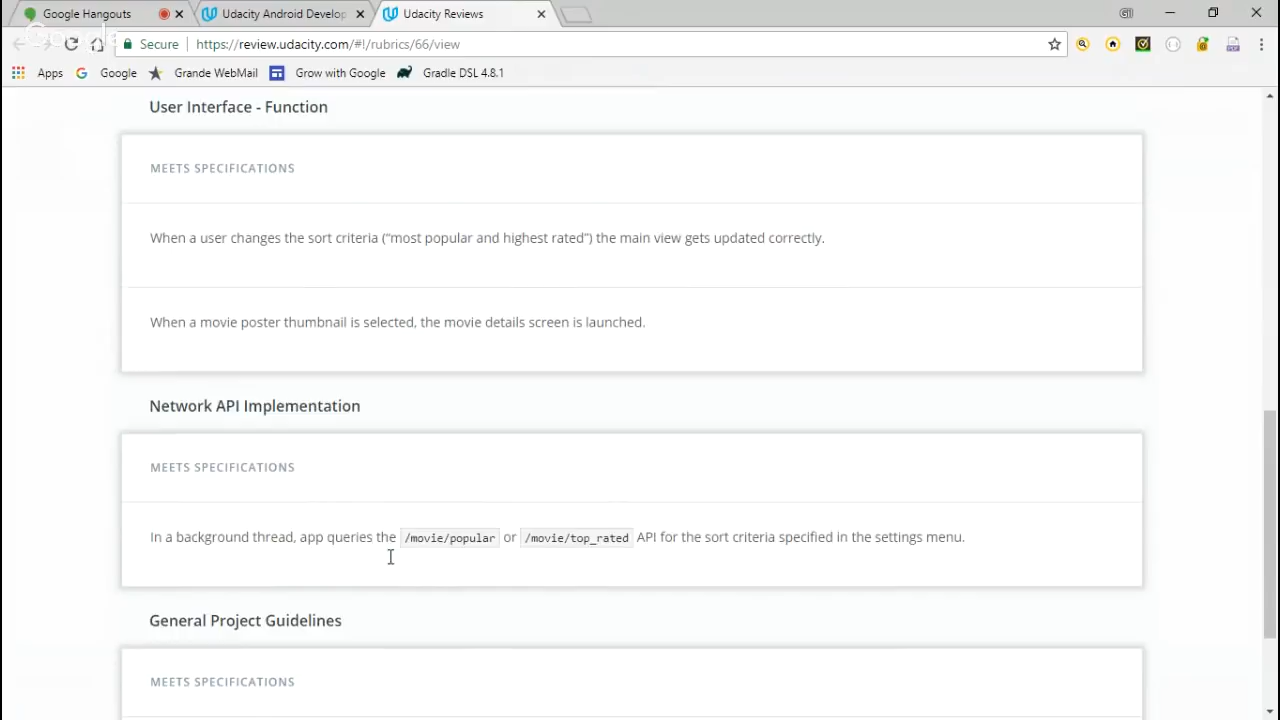 Google Hangouts
Udacity Android Develop
Udacity Reviews
Secure
https://review.udacity.com/#!/rubrics/66/view
Apps
Google
Grande WebMail
Grow with Google
Gradle DSL 4.8.1
User Interface - Function
MEETS SPECIFICATIONS
When a user changes the sort criteria (“most popular and highest rated”) the main view gets updated correctly.
When a movie poster thumbnail is selected, the movie details screen is launched.
Network API Implementation
MEETS SPECIFICATIONS
In a background thread, app queries the /movie/popular or /movie/top_rated API for the sort criteria specified in the settings menu.
General Project Guidelines
MEETS SPECIFICATIONS